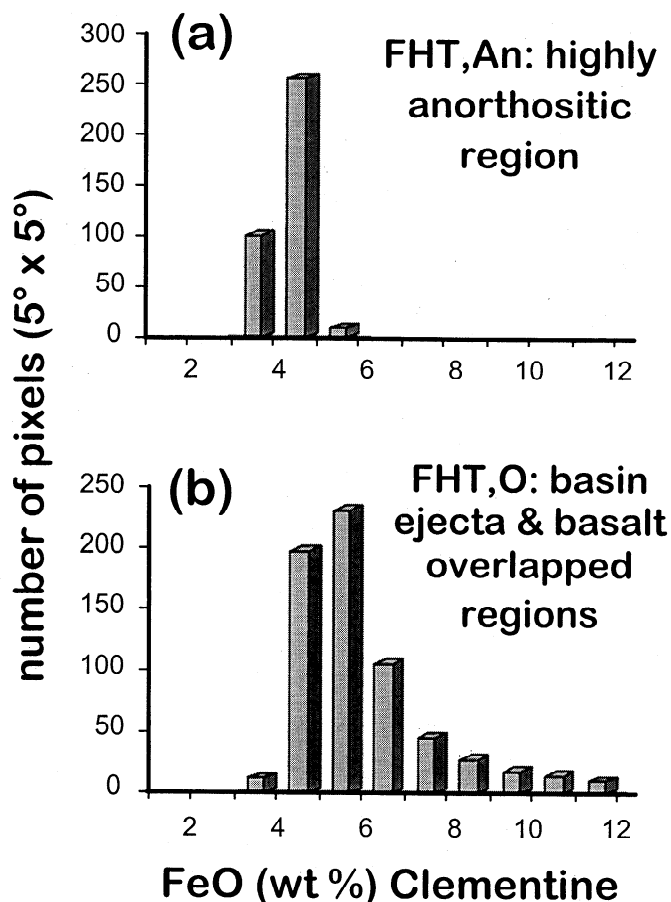 (a)
FHT,An: highly
anorthositic
region
300
250
200
150
100
50
0
2 4 6 8 10 12
number of pixels (5° x 5°)
(b)
FHT,O: basin
ejecta & basalt
overlapped
regions
250
200
150
100
50
0
2 4 6 8 10 12
FeO (wt %) Clementine